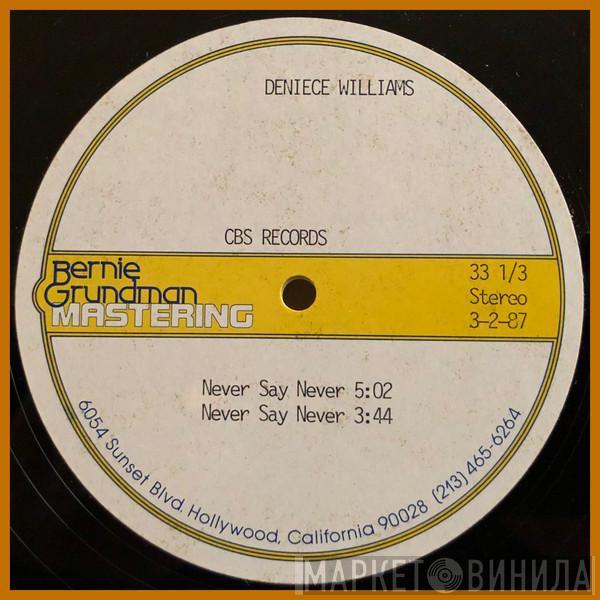 DENIECE WILLIAMS
CBS RECORDS
Bernie
Grundman
MASTERING
33 1/3
Stereo
3-2-87
Never Say Never 5:02
Never Say Never 3:44
6054 Sunset Blvd. Hollywood, California 90028 (213) 465-6264
МАРКЕТ ВИНИЛА